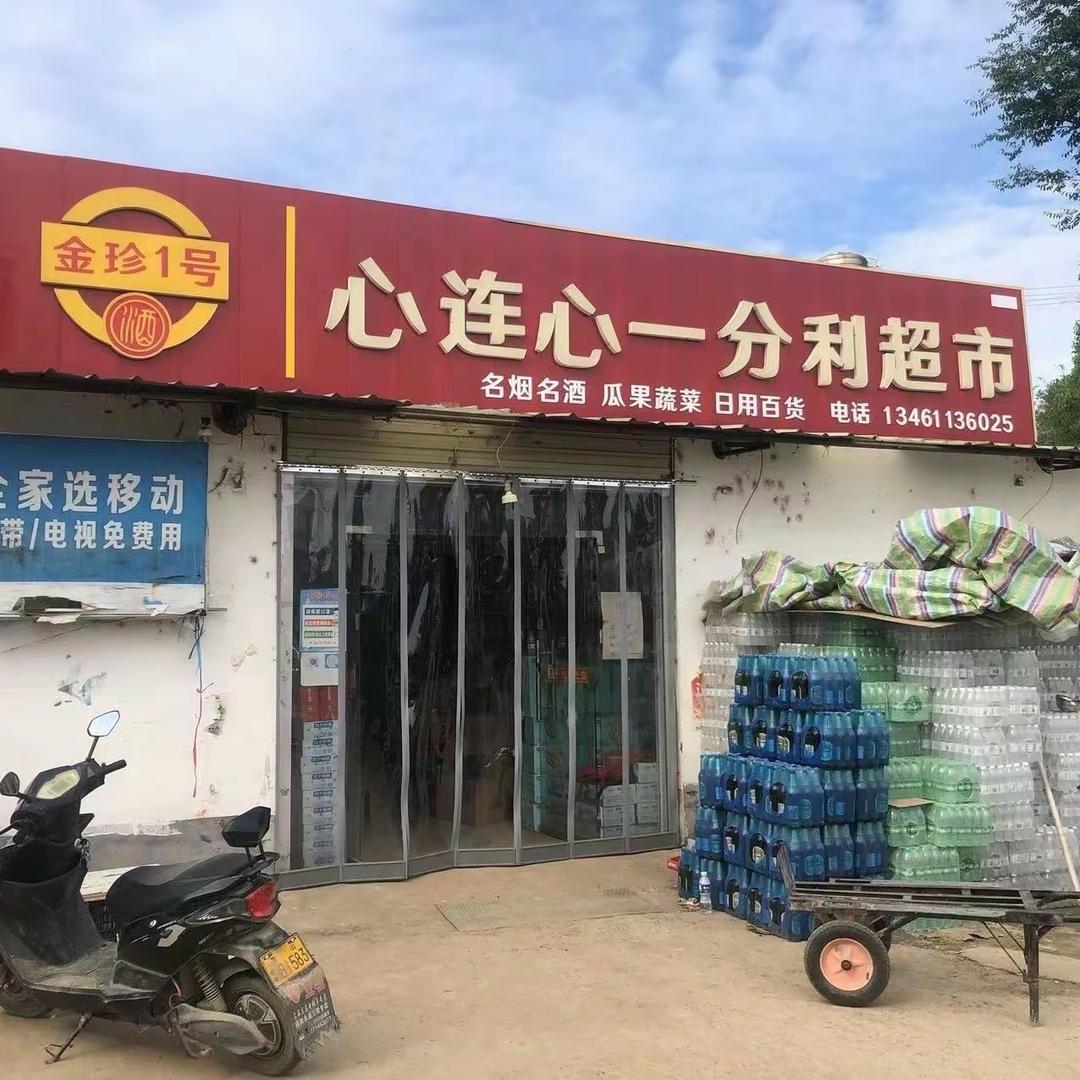 金珍1号
酒
心连心一分利超市
名烟名酒 瓜果蔬菜 日用百货 电话 13461136025
全家选移动
带/电视免费用
81583